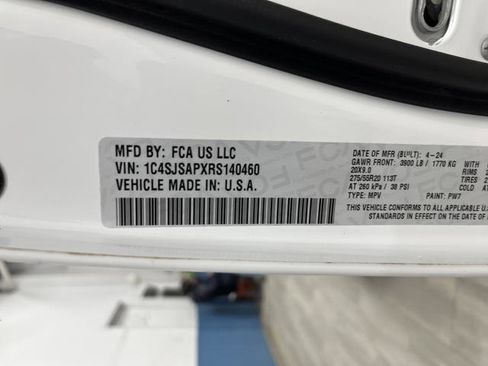 MFD BY: FCA US LLC
VIN: 1C4SJSAPXRS140460
VEHICLE MADE IN U.S.A.
DATE OF MFR (BUILT): 4-24
GAWR FRONT: 3900 LB / 1770 KG WITH
20X9.0 RIMS
275/55R20 113T TIRES
AT 260 kPa / 38 PSI COLD AT
TYPE: MPV PAINT: PW7
THIS VEHICLE CONFORMS TO ALL APPLICABLE U.S.
STANDARDS IN EFFECT ON THE DATE OF